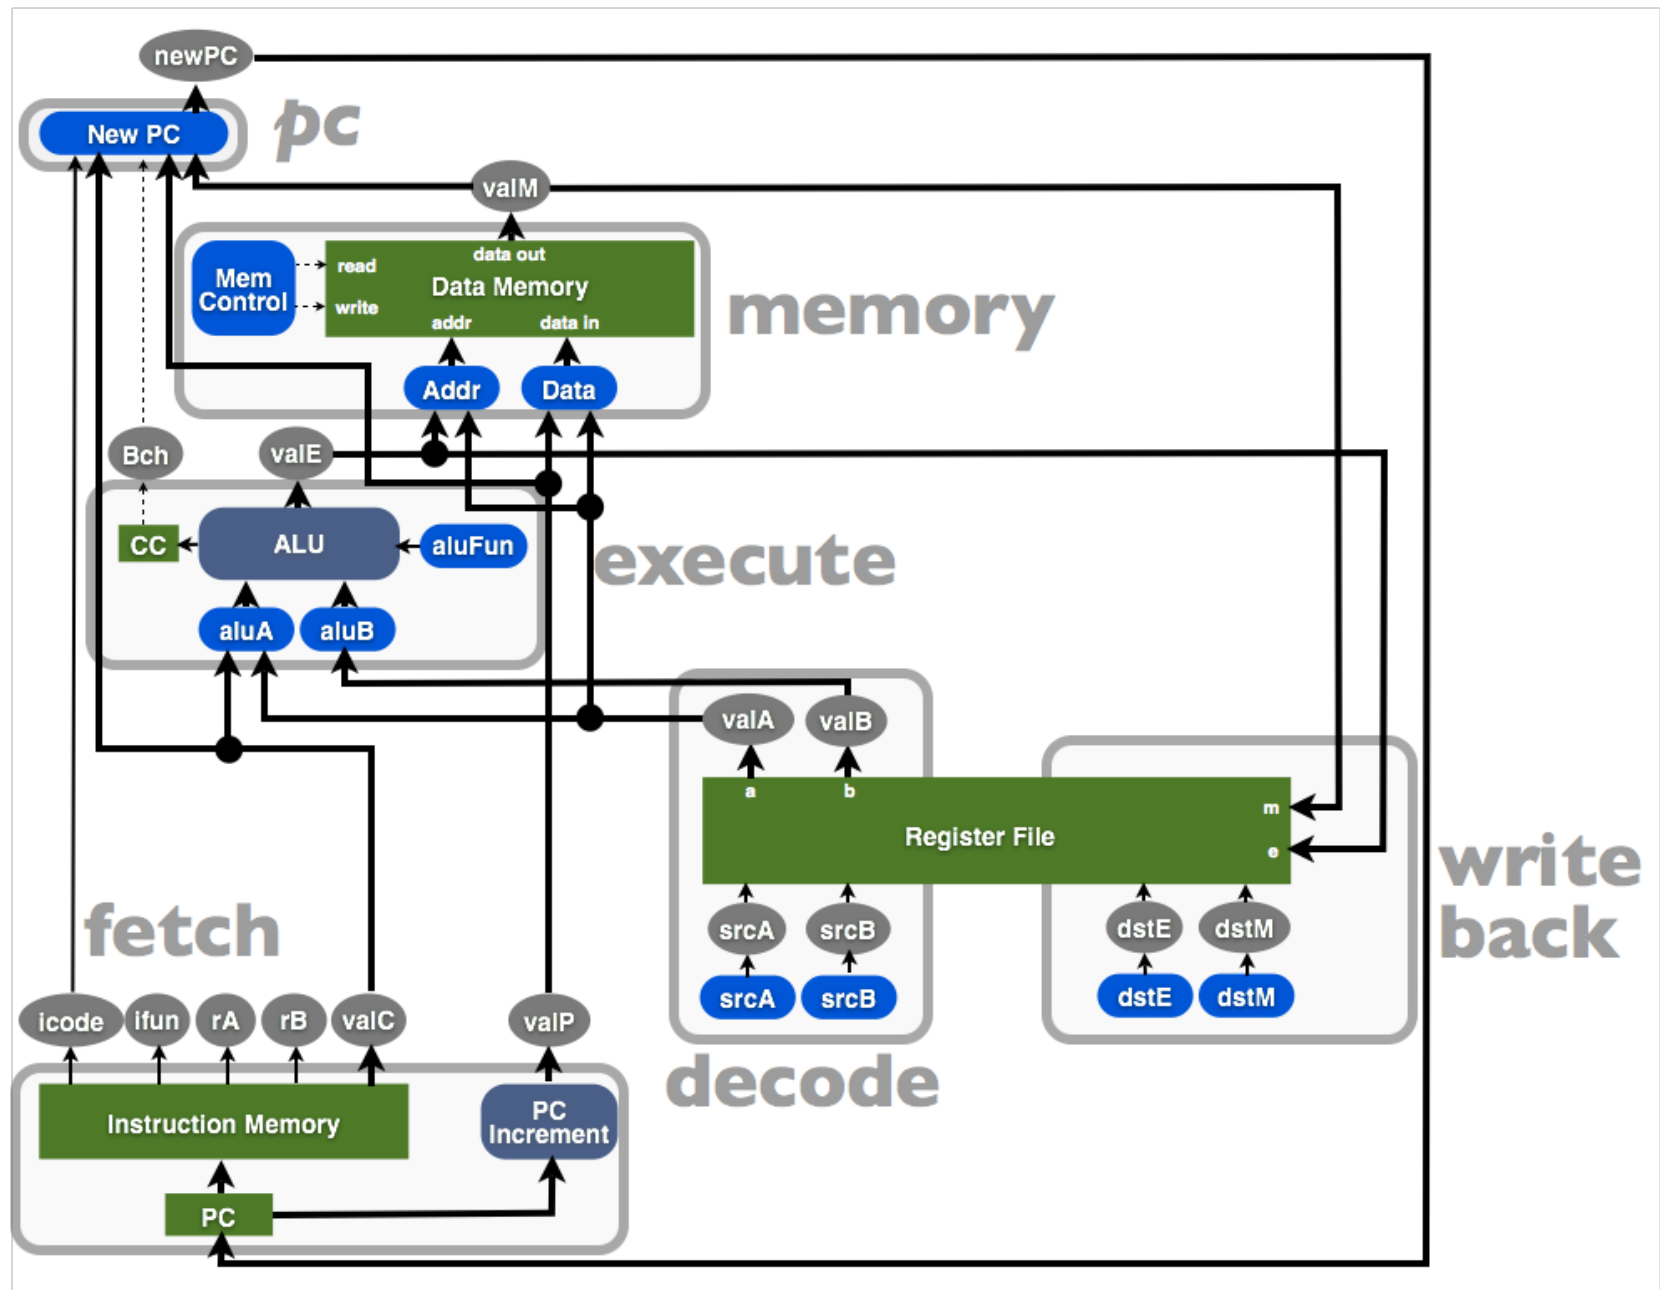 newPC
New PC
pc
valM
data out
Mem
Control
read
Data Memory
write
addr
data in
memory
Addr
Data
Bch
valE
CC
ALU
aluFun
execute
aluA
aluB
valA
valB
a
b
m
Register File
e
write
back
fetch
srcA
srcB
dstE
dstM
srcA
srcB
dstE
dstM
icode
ifun
rA
rB
valC
valP
decode
Instruction Memory
PC
Increment
PC